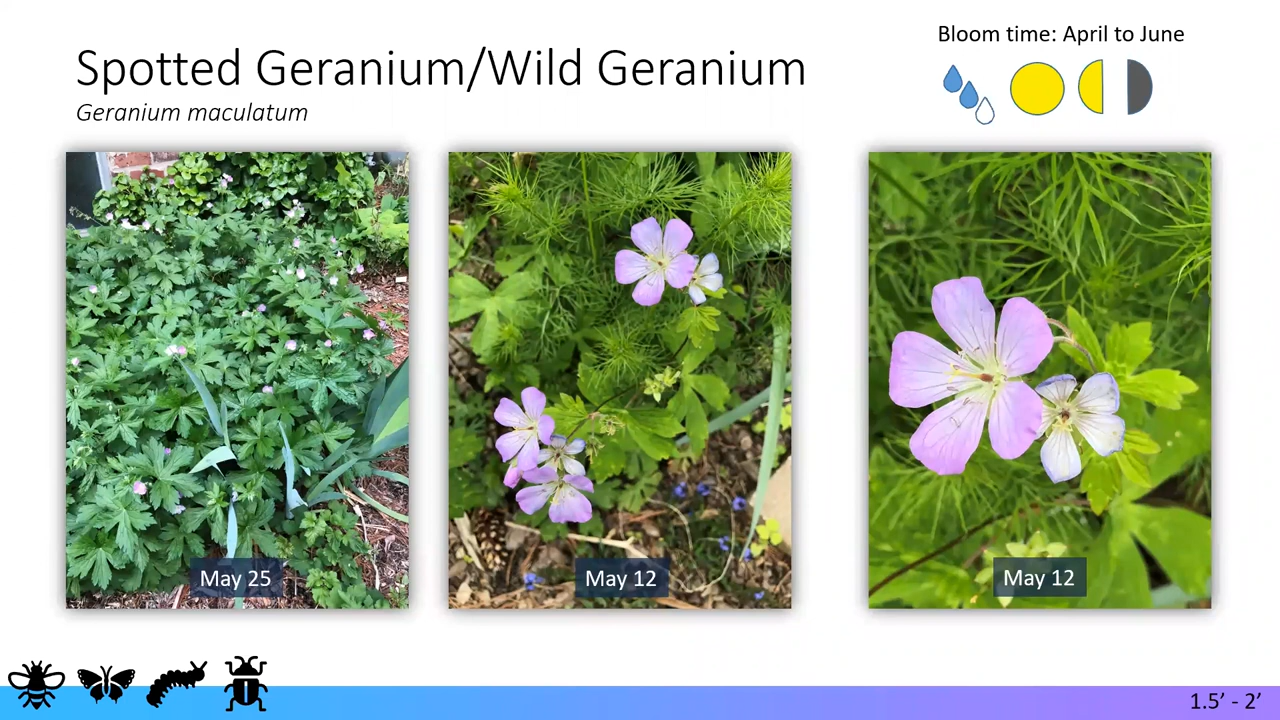 Spotted Geranium/Wild Geranium
Geranium maculatum
Bloom time: April to June
May 25
May 12
May 12
1.5’ - 2’